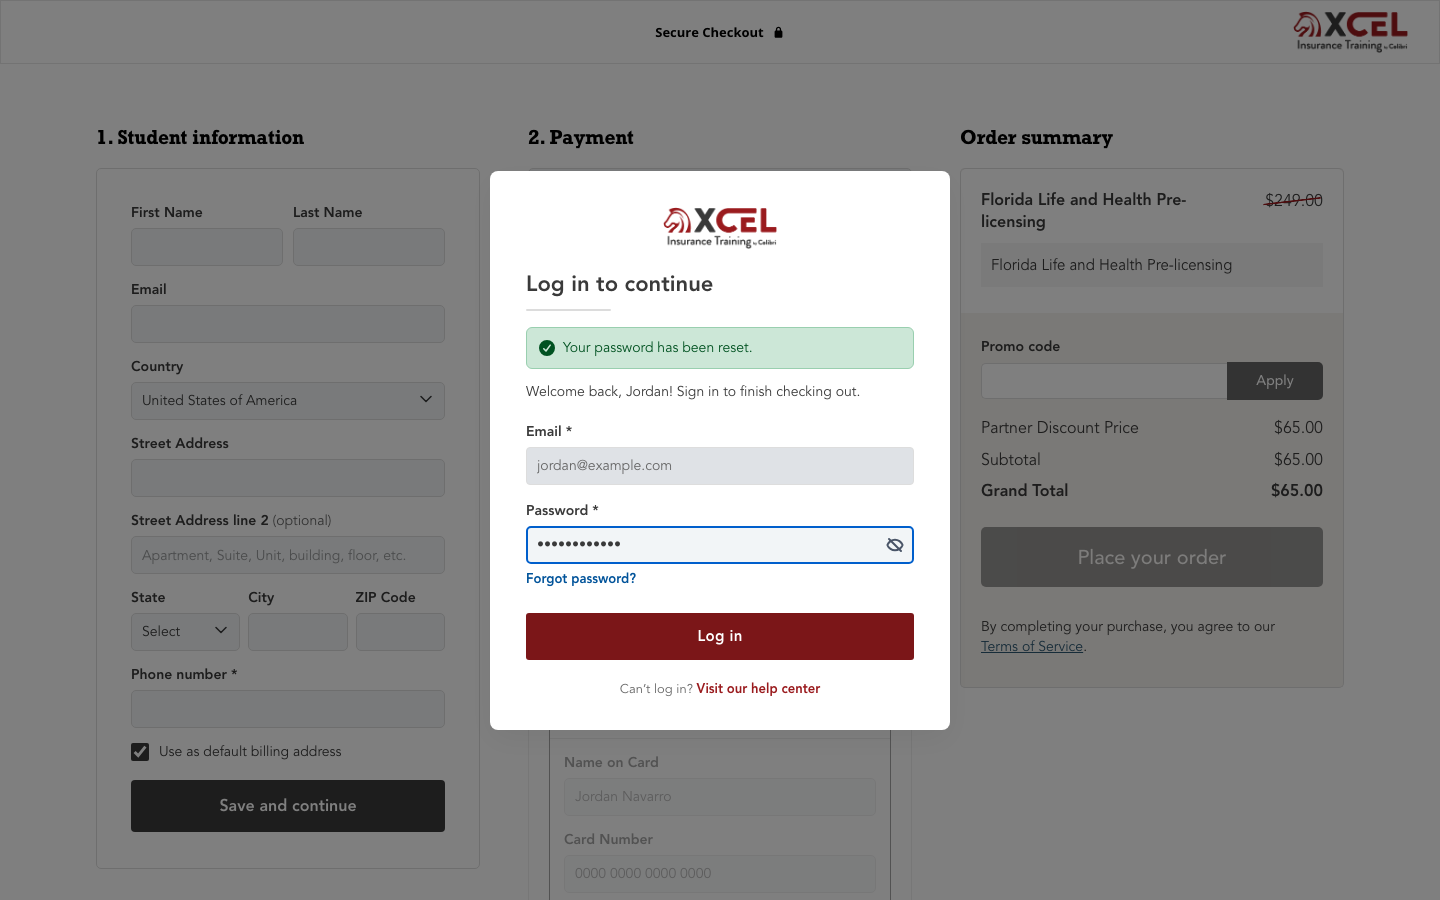 Secure Checkout
XCEL
Insurance Training by Colibri
1. Student information
2. Payment
Order summary
First Name
Last Name
Email
Country
United States of America
Street Address
Street Address line 2 (optional)
Apartment, Suite, Unit, building, floor, etc.
State
City
ZIP Code
Select
Phone number *
Use as default billing address
Save and continue
XCEL
Insurance Training by Colibri
Log in to continue
Your password has been reset.
Welcome back, Jordan! Sign in to finish checking out.
Email *
jordan@example.com
Password *
••••••••••••
Forgot password?
Log in
Can't log in? Visit our help center
Name on Card
Jordan Navarro
Card Number
0000 0000 0000 0000
Florida Life and Health Pre-
licensing
$249.00
Florida Life and Health Pre-licensing
Promo code
Apply
Partner Discount Price $65.00
Subtotal $65.00
Grand Total $65.00
Place your order
By completing your purchase, you agree to our
Terms of Service.